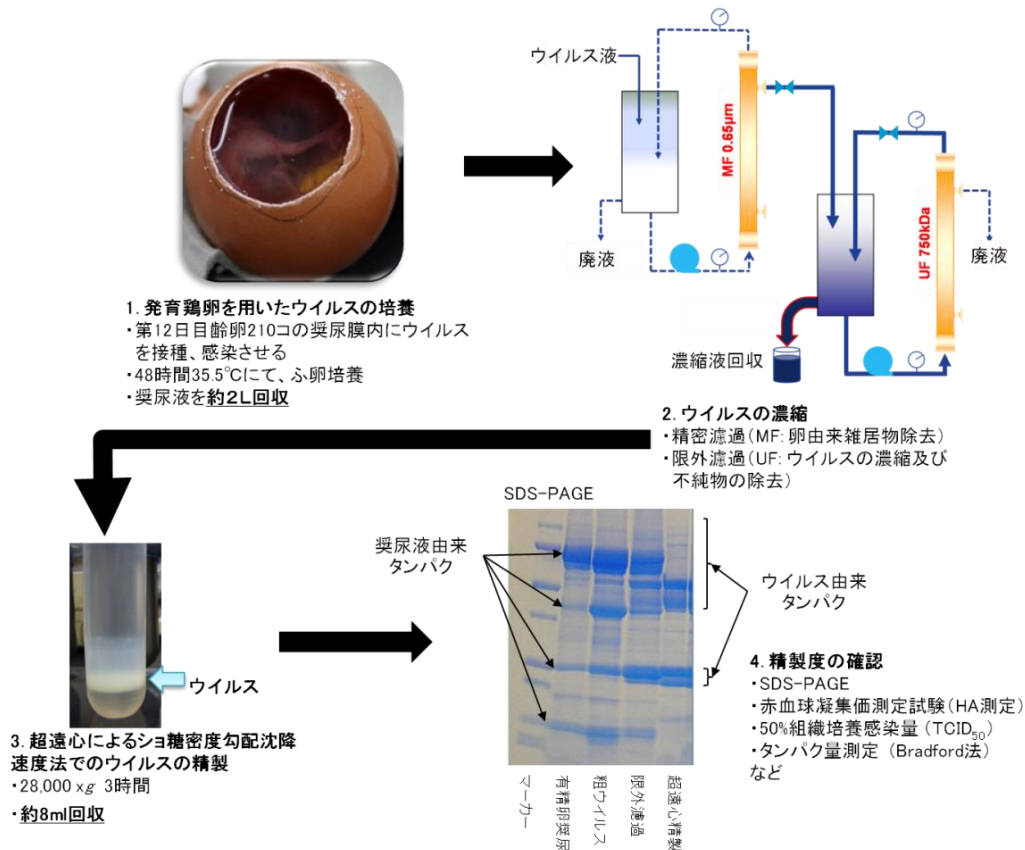 ウイルス液
MF 0.65μm
廃液
UF 750kDa
廃液
濃縮液回収
1. 発育鶏卵を用いたウイルスの培養
・第12日目齢卵210コの奨尿膜内にウイルス
を接種、感染させる
・48時間35.5℃にて、ふ卵培養
・奨尿液を約2L回収
2. ウイルスの濃縮
・精密濾過(MF: 卵由来雑居物除去)
・限外濾過(UF: ウイルスの濃縮及び
不純物の除去)
ウイルス
3. 超遠心によるショ糖密度勾配沈降
速度法でのウイルスの精製
・28,000 xg 3時間
・約8ml回収
SDS-PAGE
奨尿液由来
タンパク
ウイルス由来
タンパク
マーカー
有精卵奨尿
粗ウイルス
限外濾過
超遠心精製
4. 精製度の確認
・SDS-PAGE
・赤血球凝集価測定試験(HA測定)
・50%組織培養感染量 (TCID50)
・タンパク量測定 (Bradford法)
など